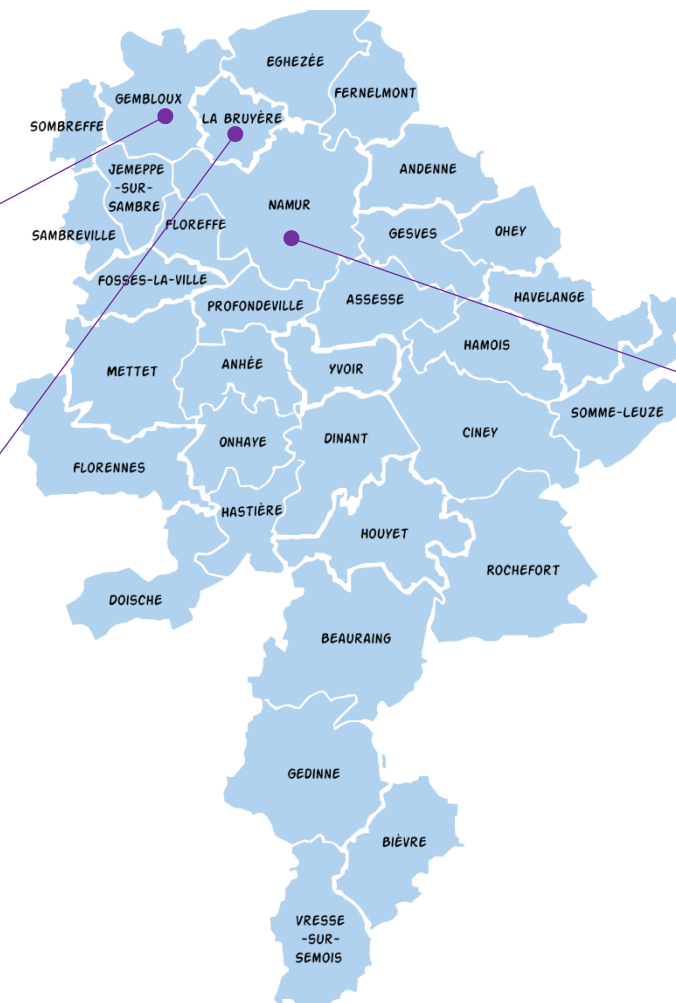 EGHEZÉE
FERNELMONT
GEMBLOUX
LA BRUYÈRE
SOMBREFFE
ANDENNE
JEMEPPE
-SUR-
SAMBRE
NAMUR
FLOREFFE
SAMBREVILLE
GESVES
OHEY
FOSSES-LA-VILLE
PROFONDEVILLE
ASSESSE
HAVELANGE
HAMOIS
METTET
ANHÉE
YVOIR
SOMME-LEUZE
ONHAYE
DINANT
CINEY
FLORENNES
HASTIÈRE
HOUYET
ROCHEFORT
DOISCHE
BEAURAING
GEDINNE
BIÈVRE
VRESSE
-SUR-
SEMOIS